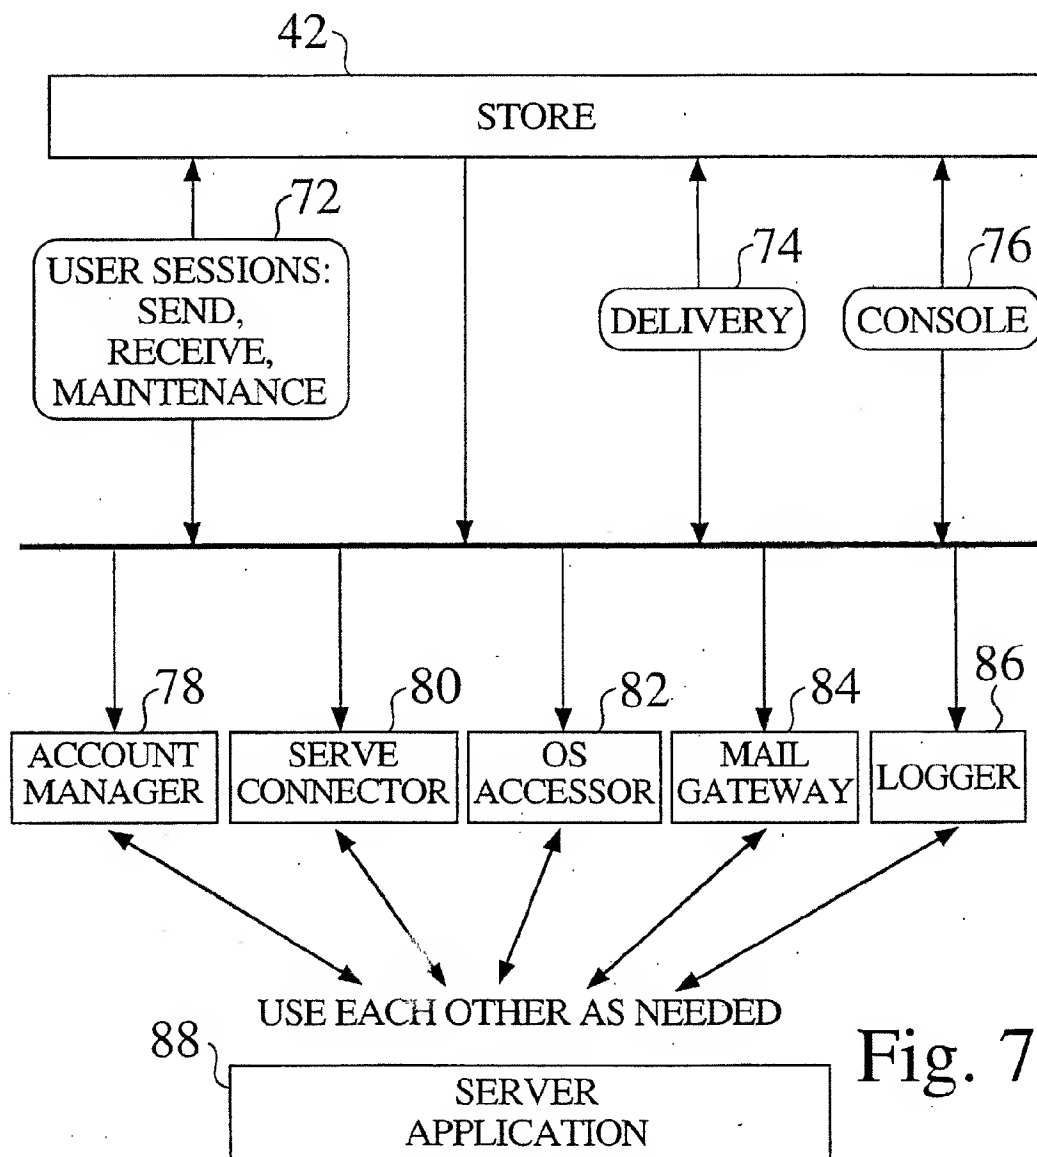 42
STORE
72
USER SESSIONS:
SEND,
RECEIVE,
MAINTENANCE
74
DELIVERY
76
CONSOLE
78
ACCOUNT
MANAGER
80
SERVE
CONNECTOR
82
OS
ACCESSOR
84
MAIL
GATEWAY
86
LOGGER
USE EACH OTHER AS NEEDED
88
SERVER
APPLICATION
Fig. 7